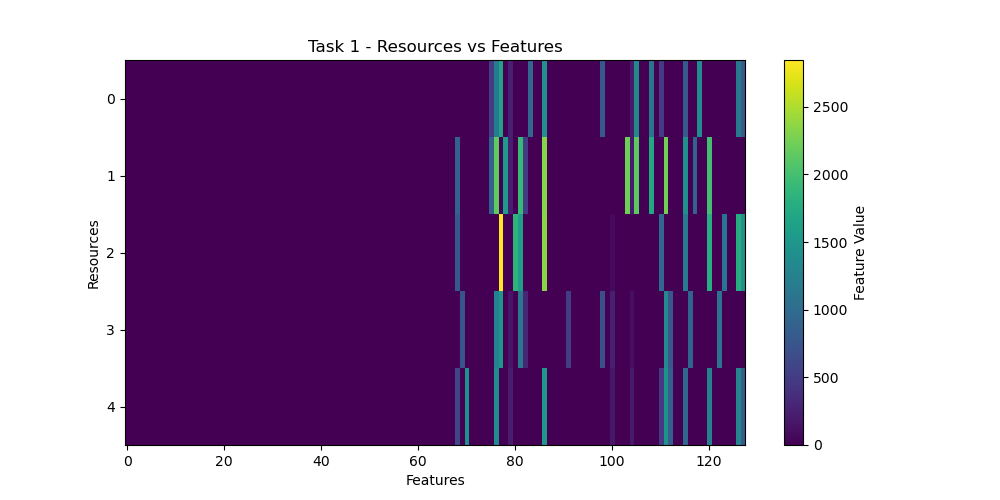 Task 1 - Resources vs Features
Resources
0
1
2
3
4
0 20 40 60 80 100 120
Features
2500
2000
1500
1000
500
0
Feature Value